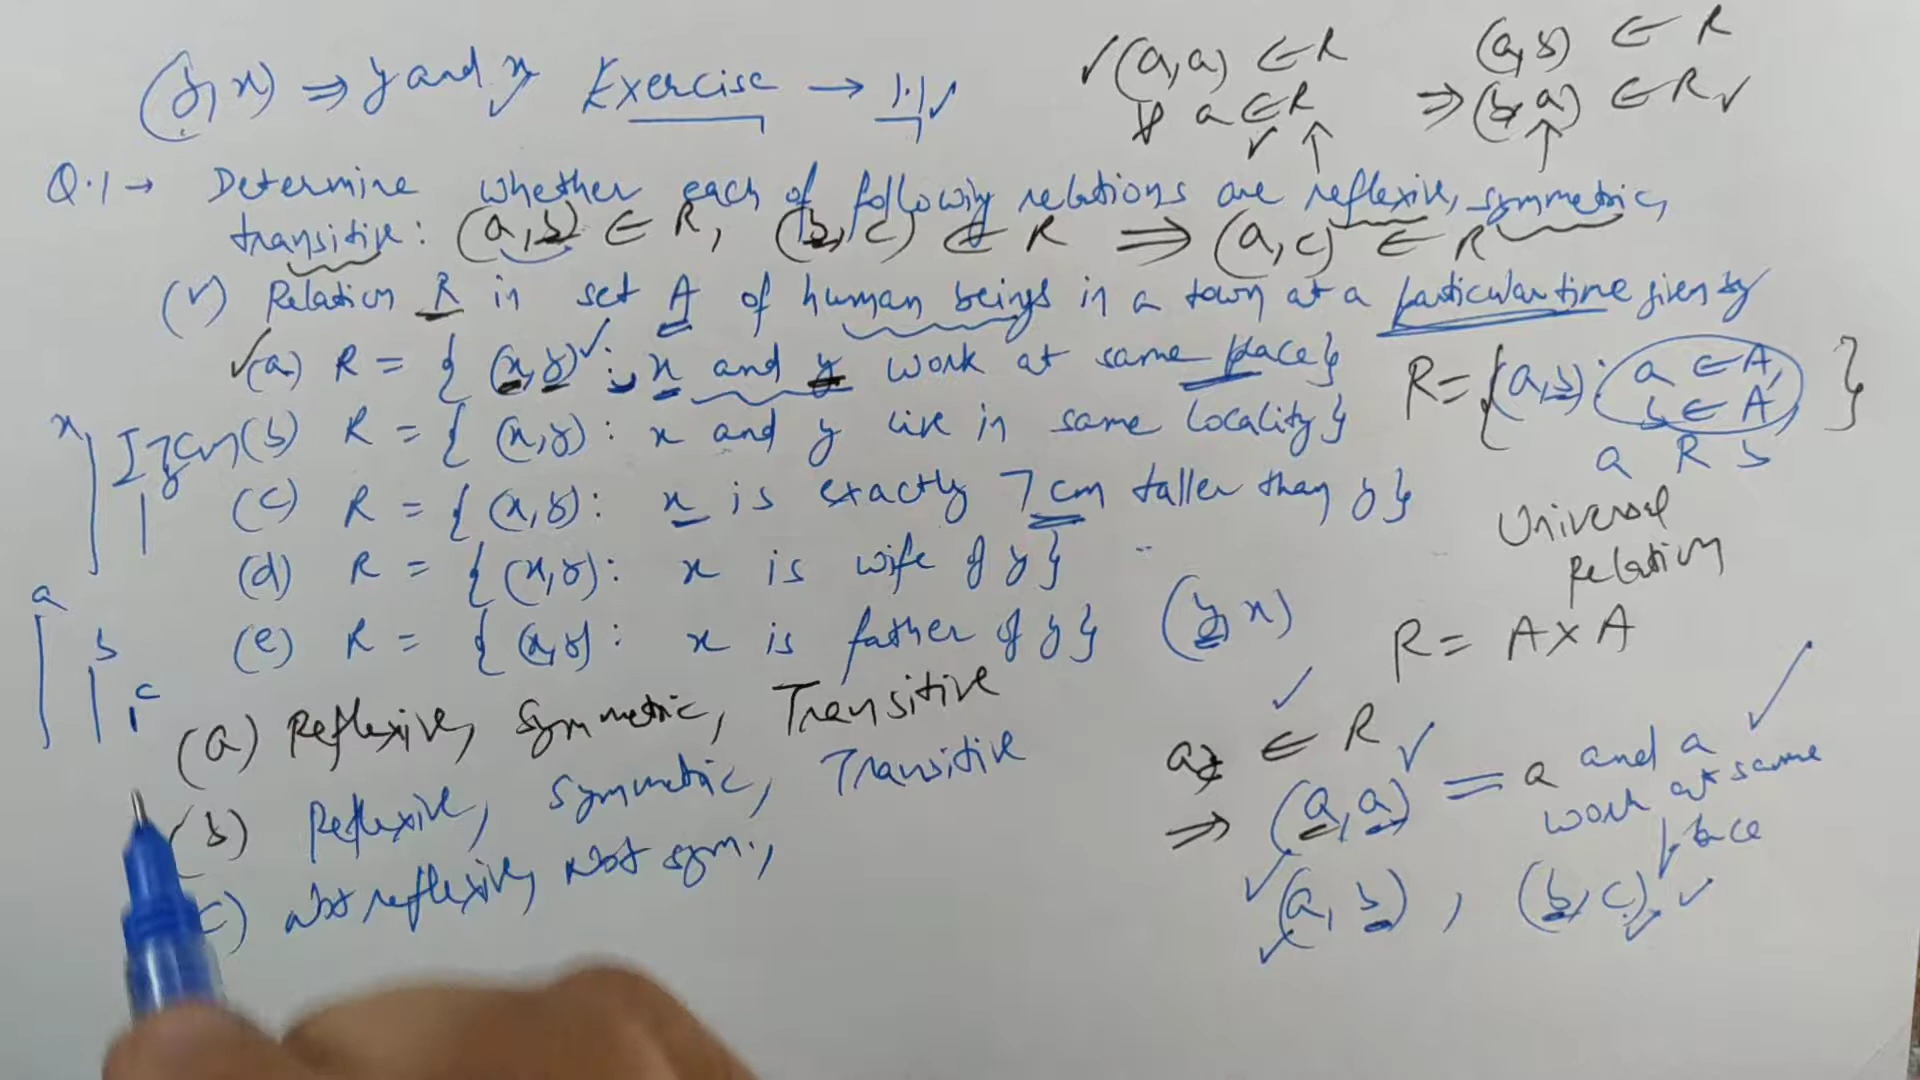 (y, x) ⇒ y and x Exercise → 1.1 ✓
✓(a,a) ∈ R
If a ∈ R
(a,b) ∈ R
⇒ (b,a) ∈ R ✓
Q.1 → Determine whether each of following relations are reflexive, symmetric,
transitive: (a,b) ∈ R, (b,c) ∈ R ⇒ (a,c) ∈ R
(v) Relation R in set A of human beings in a town at a particular time given by
✓(a) R = { (x,y) : x and y work at same place}
(b) R = { (x,y) : x and y live in same locality}
(c) R = { (x,y) : x is exactly 7 cm taller than y}
(d) R = { (x,y) : x is wife of y}
(e) R = { (x,y) : x is father of y} (y, x)
x
7cm
y
a
b
c
R = {(a,b) : a ∈ A,
b ∈ A }
a R b
Universal
Relation
R = A × A
(a) Reflexive, Symmetric, Transitive
(b) Reflexive, Symmetric, Transitive
(c) Not reflexive, Not sym.,
∈ R ✓
⇒ (a,a) = a and a
work at same
place
(a, b) , (b, c) ✓